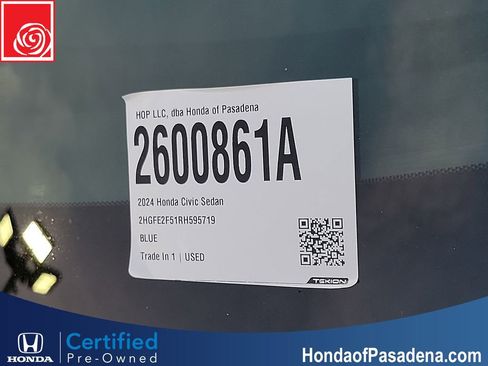 HOP LLC, dba Honda of Pasadena
2600861A
2024 Honda Civic Sedan
2HGFE2F51RH595719
BLUE
Trade In 1 | USED
TEKION
HONDA
Certified
Pre-Owned
HondaofPasadena.com